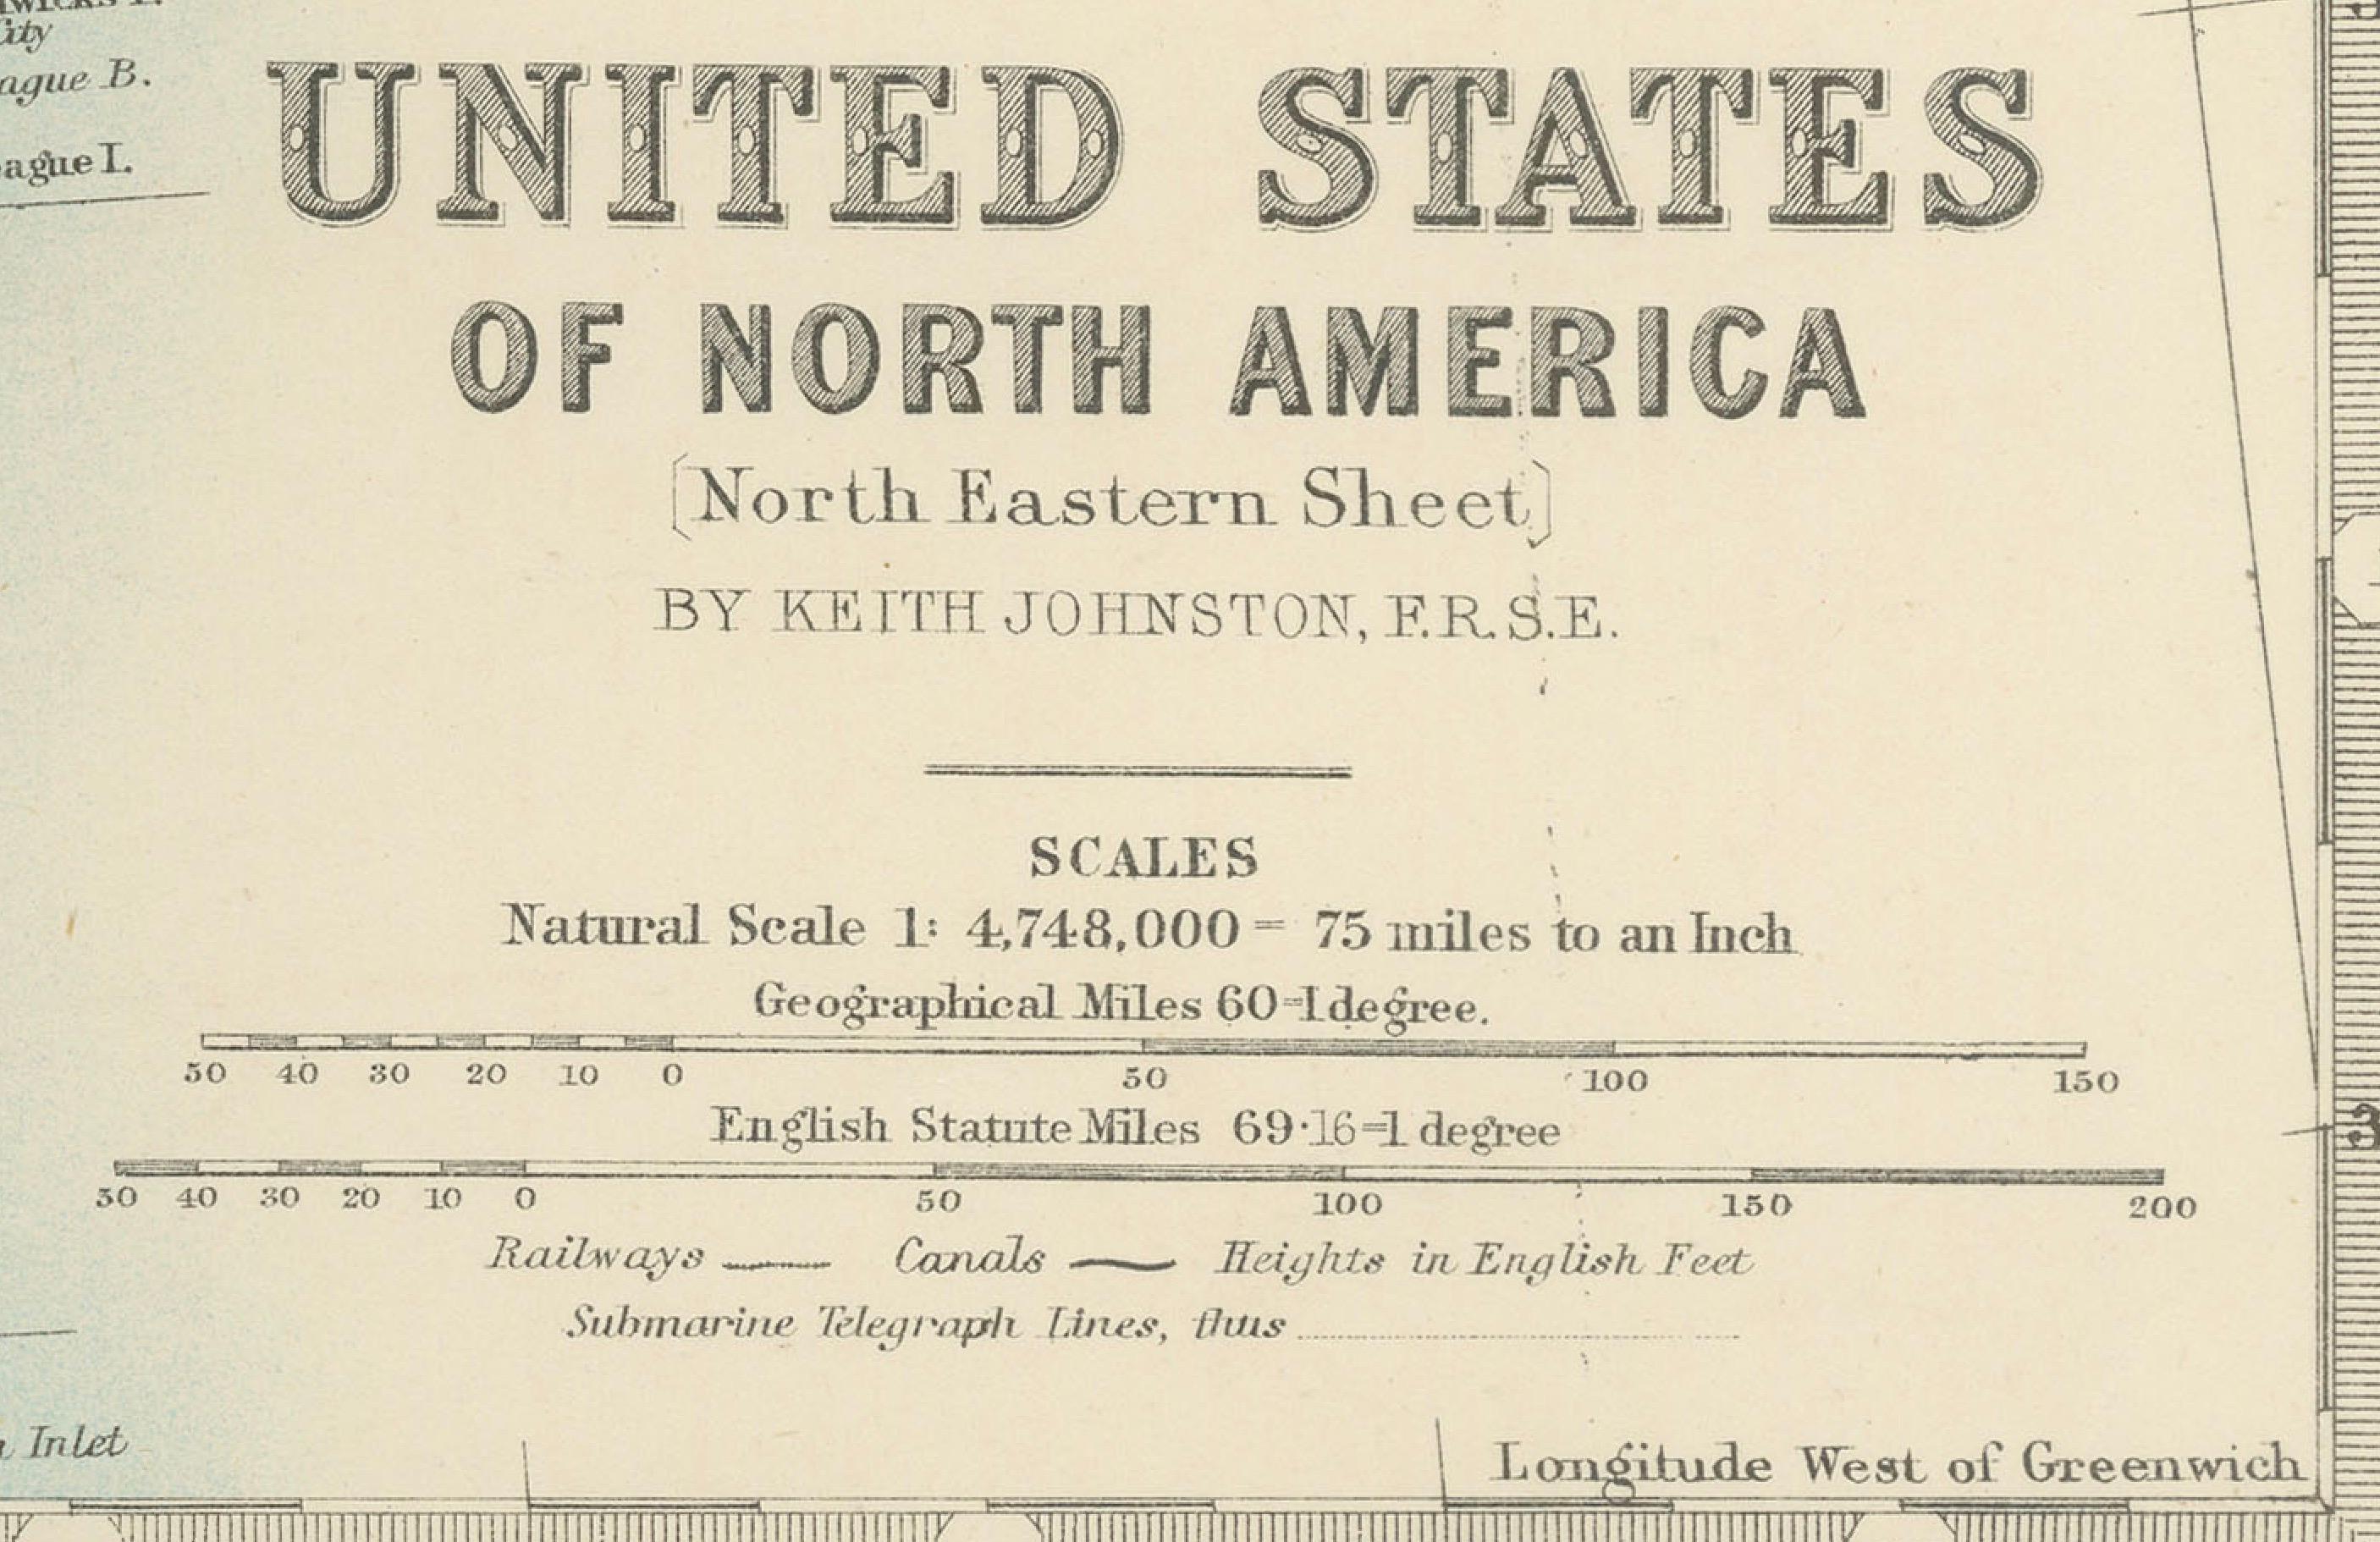 City
B.
I.
UNITED STATES
OF NORTH AMERICA
[North Eastern Sheet]
BY KEITH JOHNSTON, F.R.S.E.
SCALES
Natural Scale 1: 4,748,000 = 75 miles to an Inch
Geographical Miles 60=1 degree.
50 40 30 20 10 0 50 100 150
English Statute Miles 69·16=1 degree
50 40 30 20 10 0 50 100 150 200
Railways Canals Heights in English Feet
Submarine Telegraph Lines, thus
Inlet
Longitude West of Greenwich